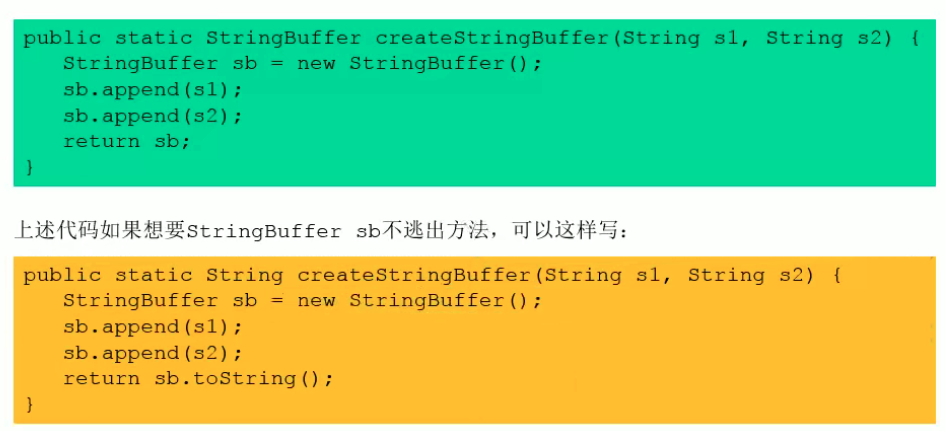 public static StringBuffer createStringBuffer(String s1, String s2) {
StringBuffer sb = new StringBuffer();
sb.append(s1);
sb.append(s2);
return sb;
}
上述代码如果想要StringBuffer sb不逃出方法，可以这样写：
public static String createStringBuffer(String s1, String s2) {
StringBuffer sb = new StringBuffer();
sb.append(s1);
sb.append(s2);
return sb.toString();
}